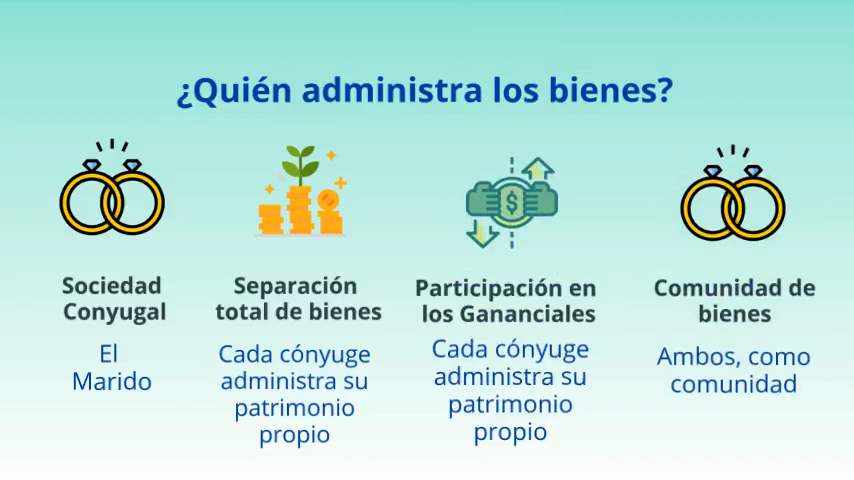 ¿Quién administra los bienes?
Sociedad
Conyugal
El
Marido
Separación
total de bienes
Cada cónyuge
administra su
patrimonio
propio
$
Participación en
los Gananciales
Cada cónyuge
administra su
patrimonio
propio
Comunidad de
bienes
Ambos, como
comunidad